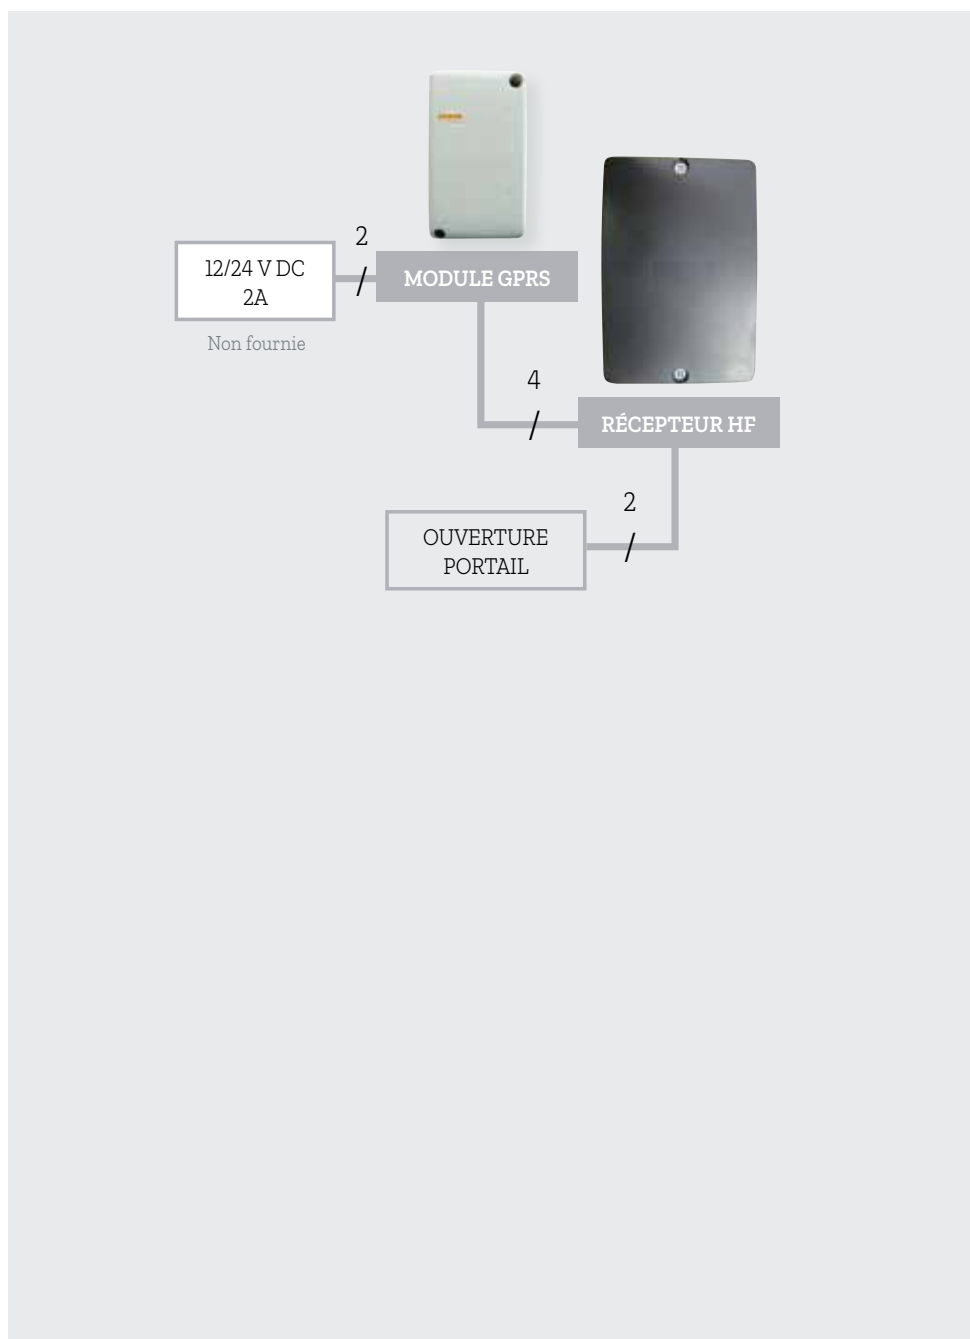 2
12/24 V DC
2A
MODULE GPRS
Non fournie
4
RÉCEPTEUR HF
2
OUVERTURE
PORTAIL